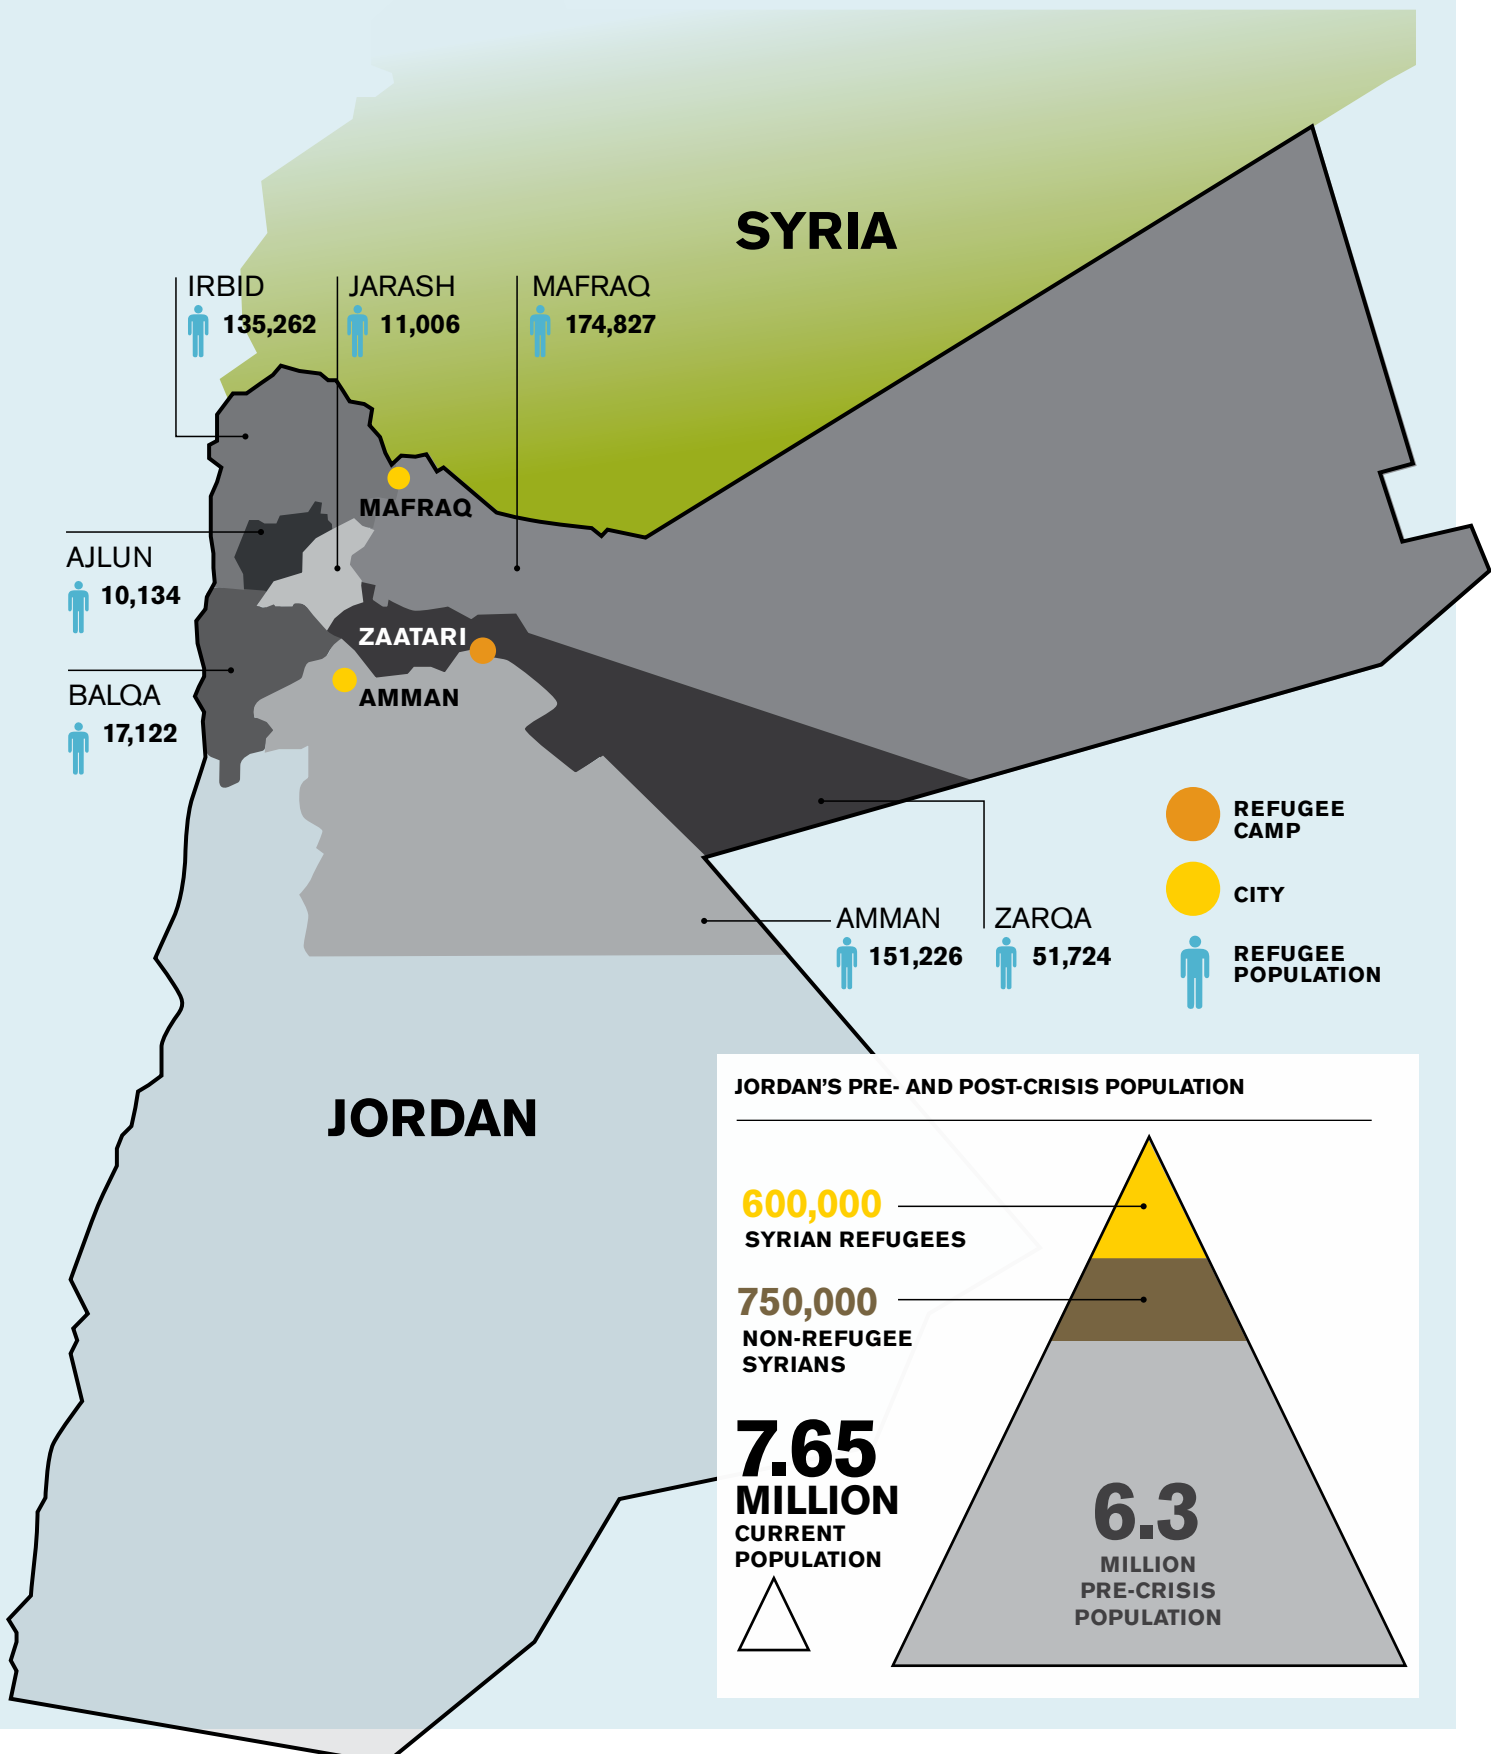 SYRIA
IRBID
135,262
JARASH
11,006
MAFRAQ
174,827
MAFRAQ
AJLUN
10,134
ZAATARI
AMMAN
BALQA
17,122
REFUGEE
CAMP
CITY
REFUGEE
POPULATION
AMMAN
151,226
ZARQA
51,724
JORDAN
JORDAN’S PRE- AND POST-CRISIS POPULATION
600,000
SYRIAN REFUGEES
750,000
NON-REFUGEE
SYRIANS
7.65
MILLION
CURRENT
POPULATION
6.3
MILLION
PRE-CRISIS
POPULATION